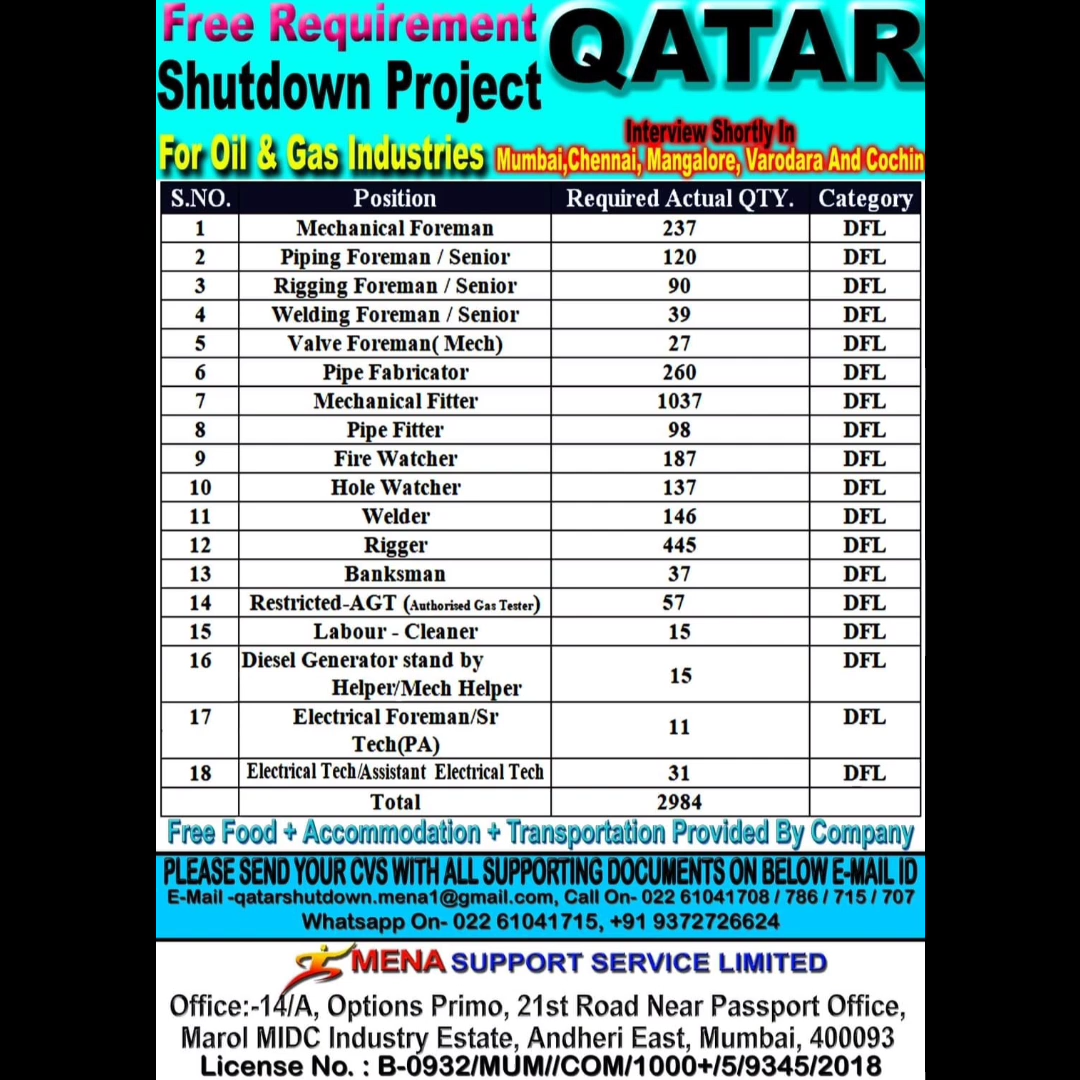 Free Requirement
QATAR
Shutdown Project
For Oil & Gas Industries
Interview Shortly In
Mumbai,Chennai, Mangalore, Varodara And Cochin
S.NO. Position Required Actual QTY. Category
1 Mechanical Foreman 237 DFL
2 Piping Foreman / Senior 120 DFL
3 Rigging Foreman / Senior 90 DFL
4 Welding Foreman / Senior 39 DFL
5 Valve Foreman( Mech) 27 DFL
6 Pipe Fabricator 260 DFL
7 Mechanical Fitter 1037 DFL
8 Pipe Fitter 98 DFL
9 Fire Watcher 187 DFL
10 Hole Watcher 137 DFL
11 Welder 146 DFL
12 Rigger 445 DFL
13 Banksman 37 DFL
14 Restricted-AGT (Authorised Gas Tester) 57 DFL
15 Labour - Cleaner 15 DFL
16 Diesel Generator stand by DFL
Helper/Mech Helper 15
17 Electrical Foreman/Sr DFL
Tech(PA) 11
18 Electrical Tech/Assistant Electrical Tech 31 DFL
Total 2984
Free Food + Accommodation + Transportation Provided By Company
PLEASE SEND YOUR CVS WITH ALL SUPPORTING DOCUMENTS ON BELOW E-MAIL ID
E-Mail -qatarshutdown.mena1@gmail.com, Call On- 022 61041708 / 786 / 715 / 707
Whatsapp On- 022 61041715, +91 9372726624
MENA SUPPORT SERVICE LIMITED
Office:-14/A, Options Primo, 21st Road Near Passport Office,
Marol MIDC Industry Estate, Andheri East, Mumbai, 400093
License No. : B-0932/MUM//COM/1000+/5/9345/2018